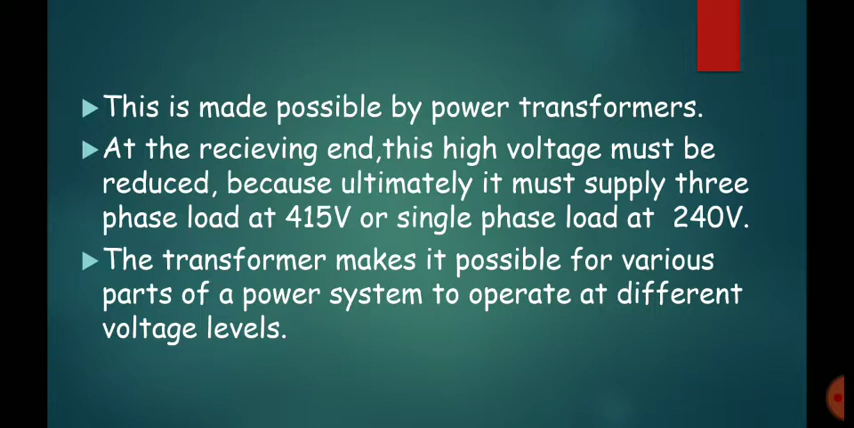 This is made possible by power transformers.
At the recieving end,this high voltage must be
reduced, because ultimately it must supply three
phase load at 415V or single phase load at 240V.
The transformer makes it possible for various
parts of a power system to operate at different
voltage levels.